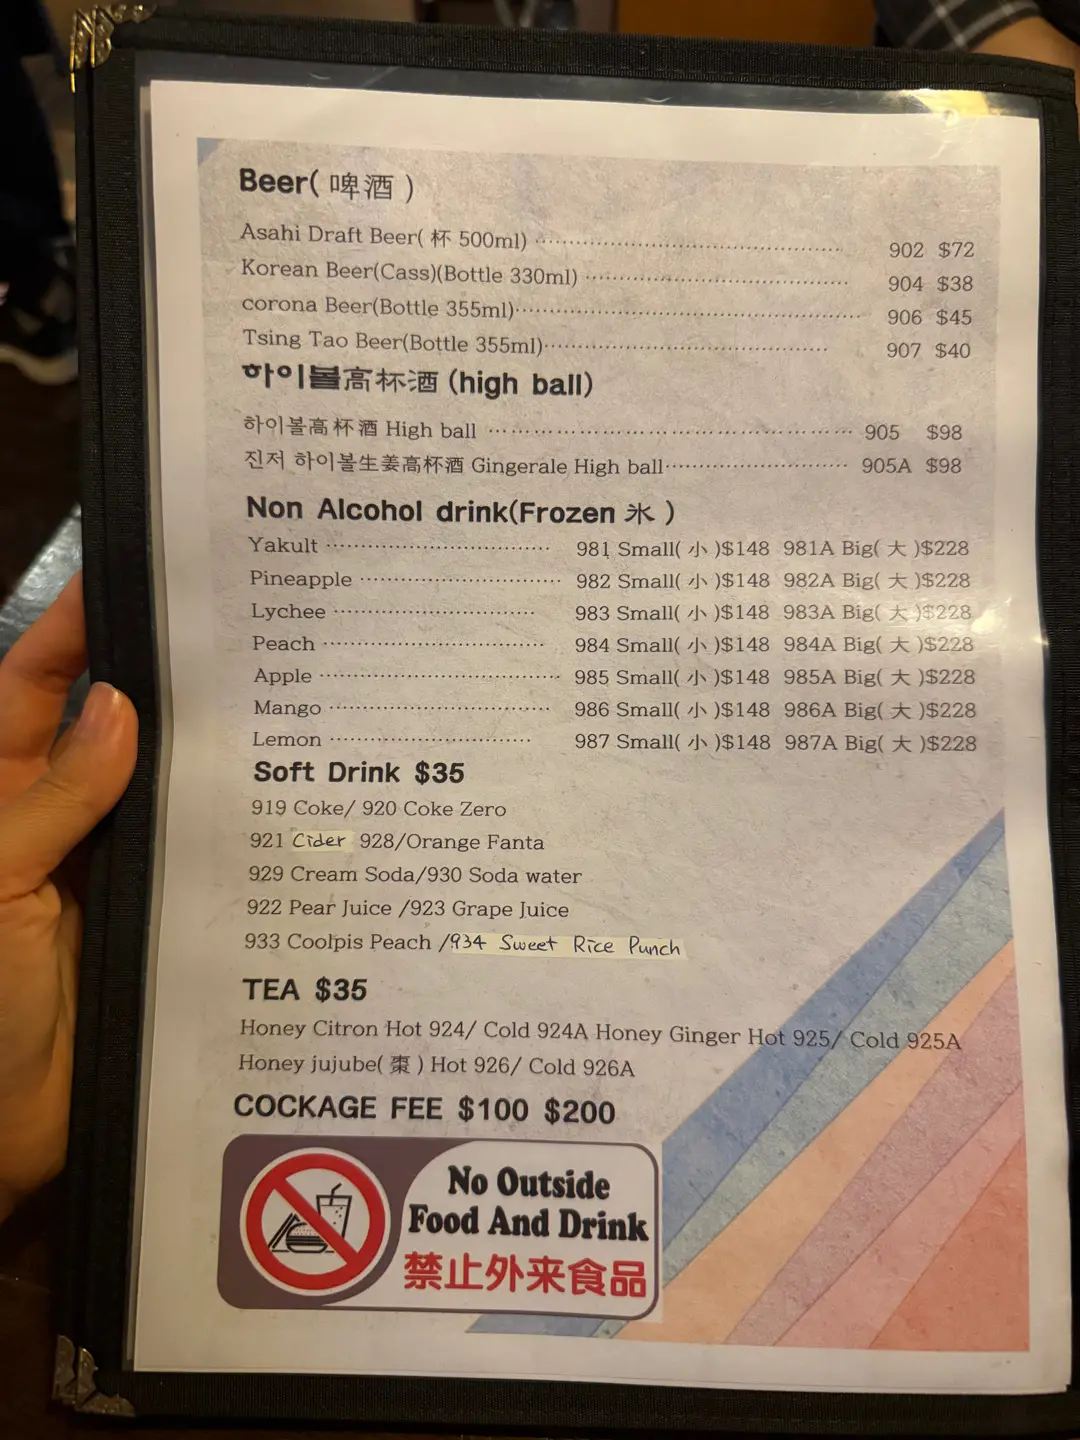 Beer( 啤酒 )
Asahi Draft Beer( 杯 500ml) 902 $72
Korean Beer(Cass)(Bottle 330ml) 904 $38
corona Beer(Bottle 355ml) 906 $45
Tsing Tao Beer(Bottle 355ml) 907 $40
하이볼高杯酒 (high ball)
하이볼高杯酒 High ball 905 $98
진저 하이볼生姜高杯酒 Gingerale High ball 905A $98
Non Alcohol drink(Frozen 氷 )
Yakult 981 Small( 小 )$148 981A Big( 大 )$228
Pineapple 982 Small( 小 )$148 982A Big( 大 )$228
Lychee 983 Small( 小 )$148 983A Big( 大 )$228
Peach 984 Small( 小 )$148 984A Big( 大 )$228
Apple 985 Small( 小 )$148 985A Big( 大 )$228
Mango 986 Small( 小 )$148 986A Big( 大 )$228
Lemon 987 Small( 小 )$148 987A Big( 大 )$228
Soft Drink $35
919 Coke/ 920 Coke Zero
921 Cider 928/Orange Fanta
929 Cream Soda/930 Soda water
922 Pear Juice /923 Grape Juice
933 Coolpis Peach /934 Sweet Rice Punch
TEA $35
Honey Citron Hot 924/ Cold 924A Honey Ginger Hot 925/ Cold 925A
Honey jujube( 棗 ) Hot 926/ Cold 926A
COCKAGE FEE $100 $200
No Outside
Food And Drink
禁止外来食品